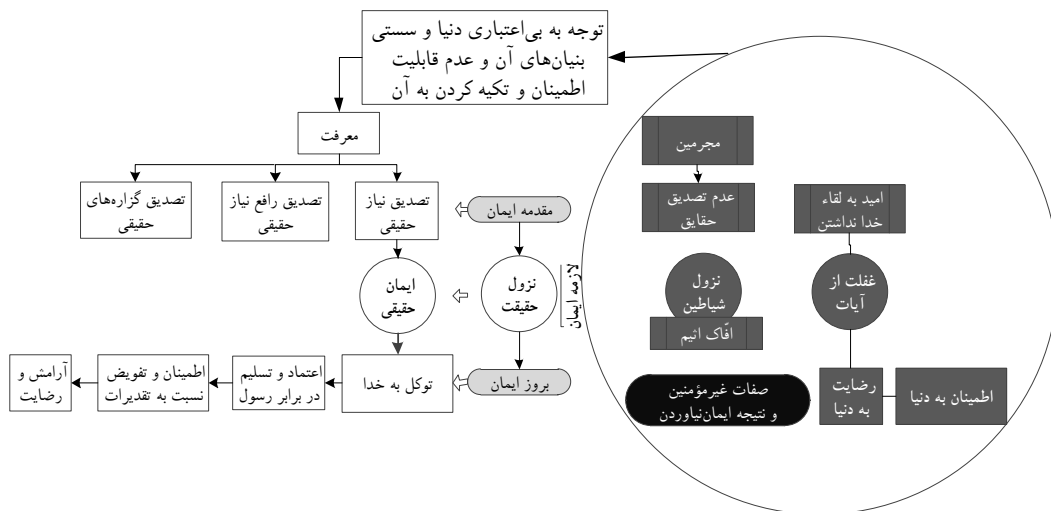 توجه به بی‌اعتباری دنیا و سستی
بنیان‌های آن و عدم قابلیت
اطمینان و تکیه کردن به آن
معرفت
تصدیق نیاز
حقیقی
تصدیق رافع نیاز
حقیقی
تصدیق گزاره‌های
حقیقی
مقدمه ایمان
نزول
حقیقت
لازمه ایمان
ایمان
حقیقی
بروز ایمان
توکل به خدا
اعتماد و تسلیم
در برابر رسول
اطمینان و تفویض
نسبت به تقدیرات
آرامش و
رضایت
مجرمین
عدم تصدیق
حقایق
امید به لقاء
خدا نداشتن
نزول
شیاطین
افّاک اثیم
غفلت از
آیات
رضایت
به دنیا
اطمینان به دنیا
صفات غیرمؤمنین
و نتیجه ایمان‌نیاوردن